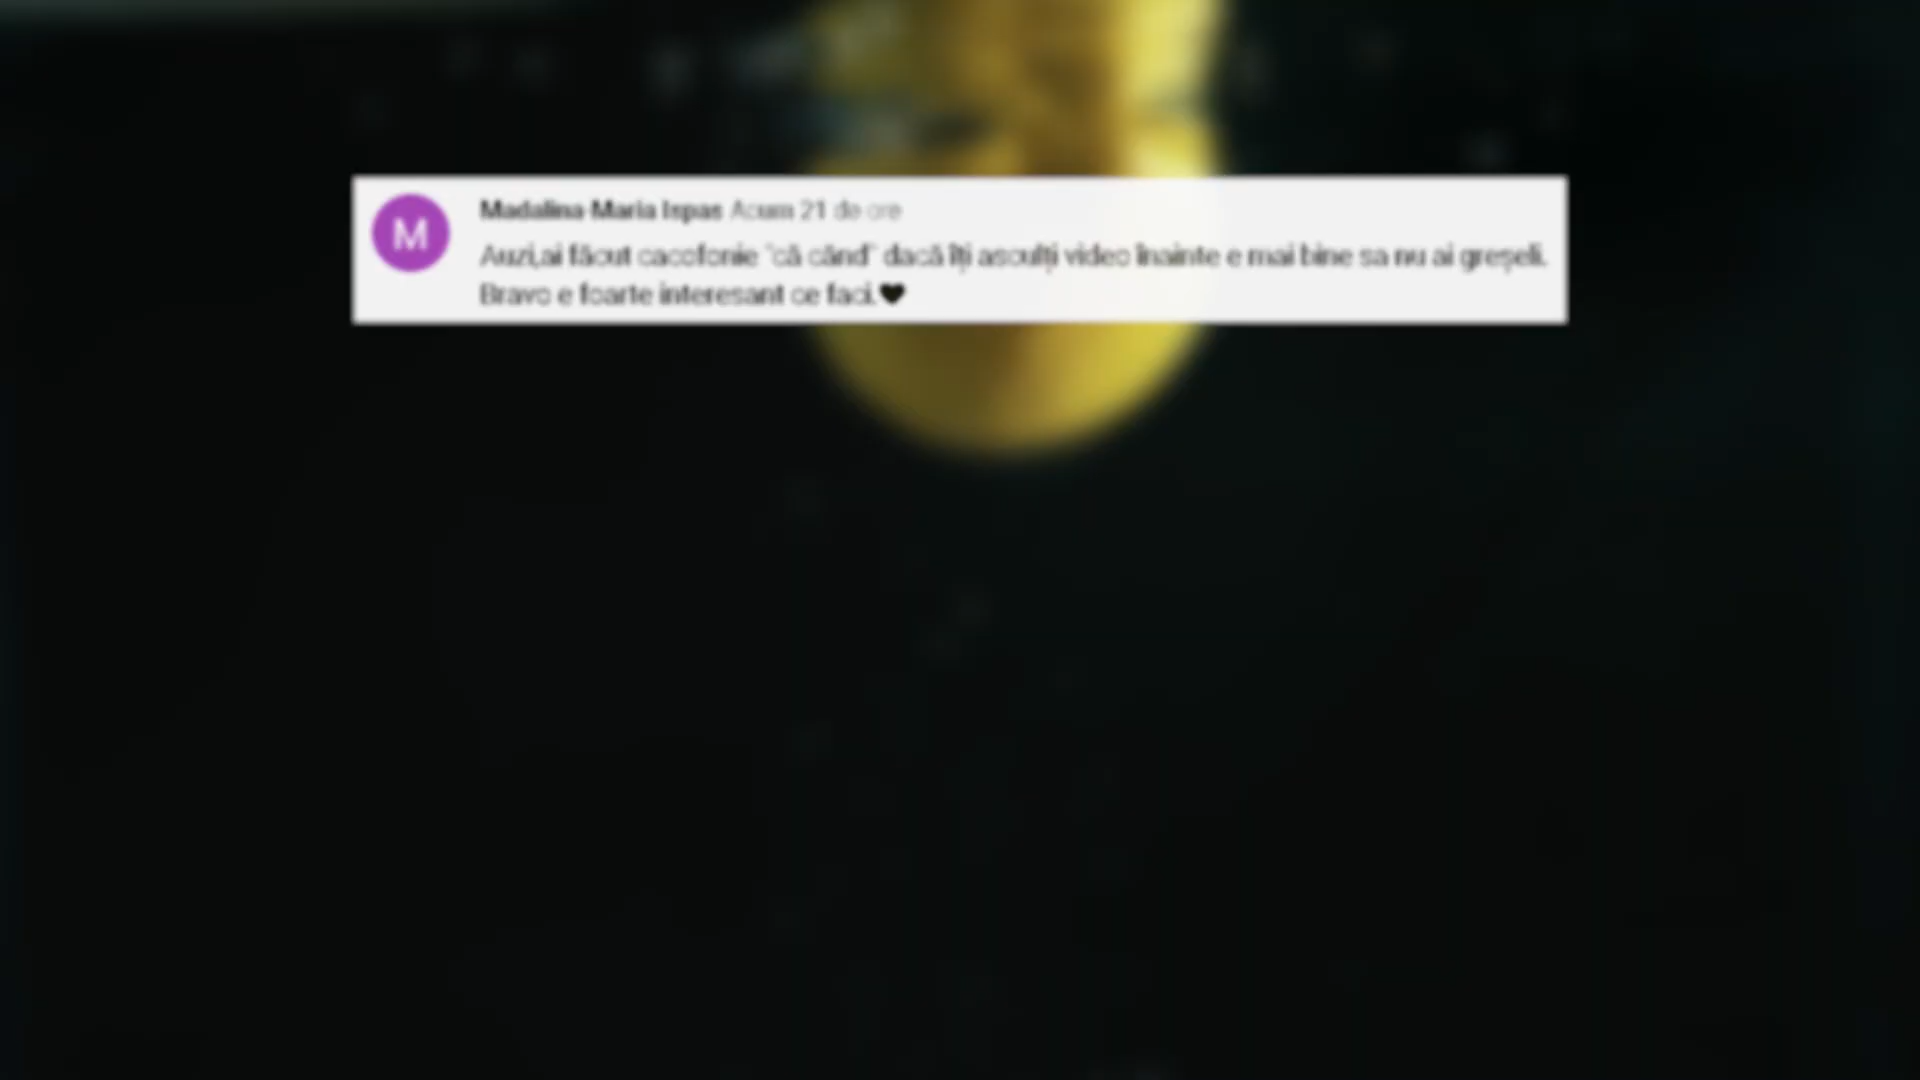 M
Madalina-Maria Ispas Acum 21 de ore
Auzi,ai făcut cacofonie "că când" dacă îți asculți video înainte e mai bine sa nu ai greșeli.
Bravo e foarte interesant ce faci.♥